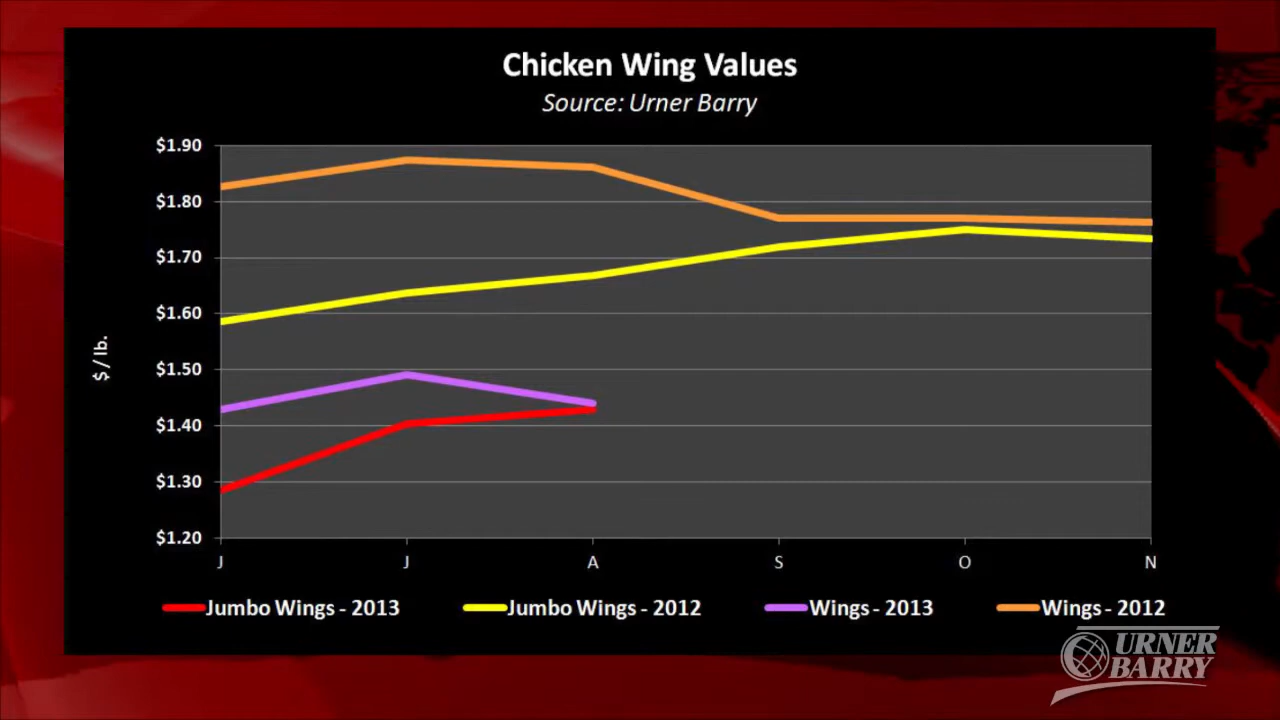 Chicken Wing Values
Source: Urner Barry
$1.90
$1.80
$1.70
$1.60
$1.50
$1.40
$1.30
$1.20
$ / lb.
J J A S O N
Jumbo Wings - 2013 Jumbo Wings - 2012 Wings - 2013 Wings - 2012
URNER
BARRY